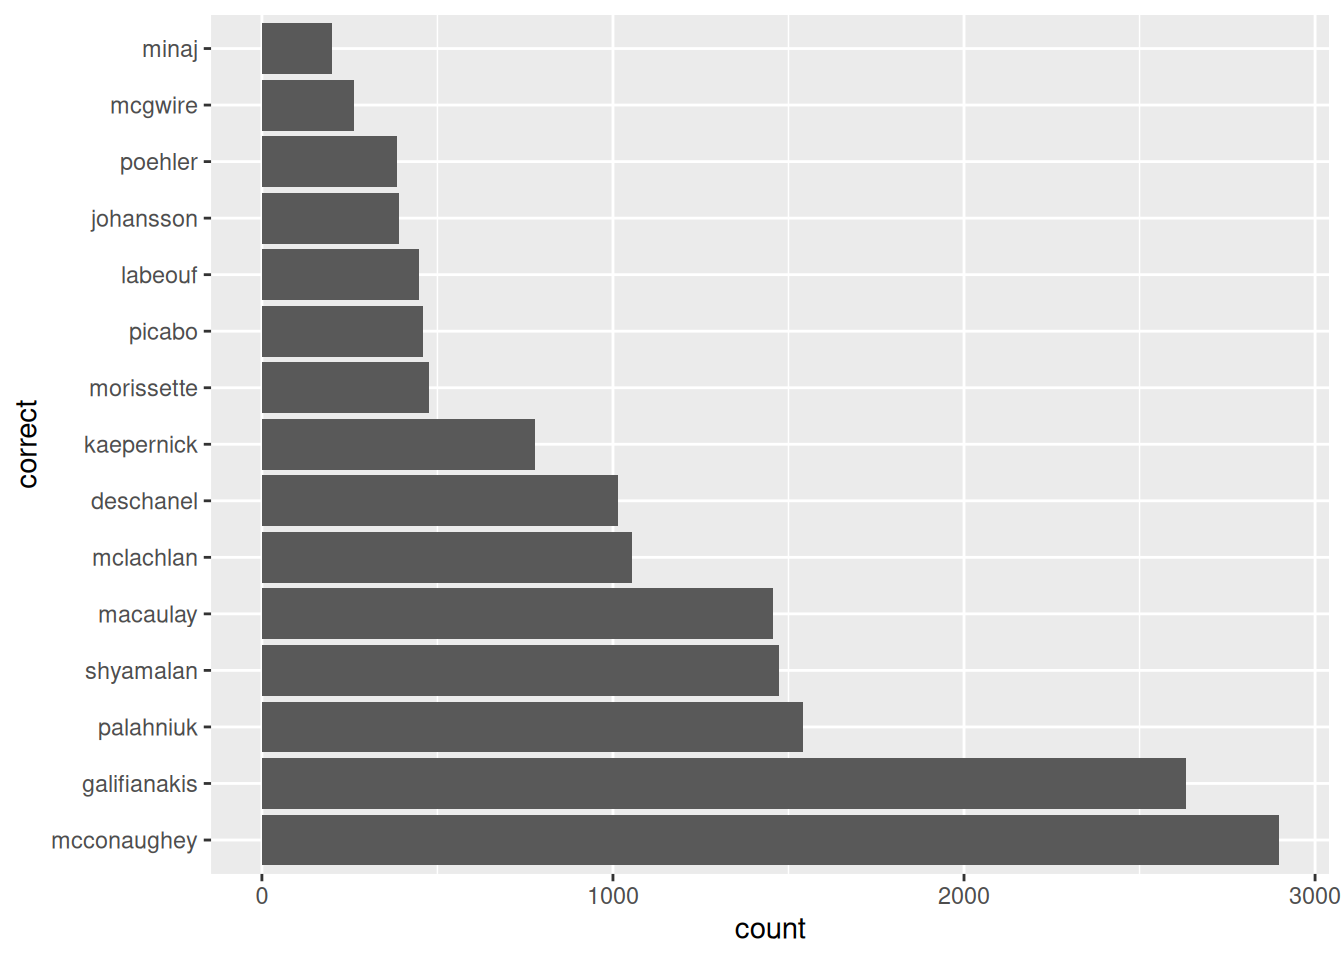 minaj
mcgwire
poehler
johansson
labeouf
picabo
morissette
kaepernick
deschanel
mclachlan
macaulay
shyamalan
palahniuk
galifianakis
mcconaughey
correct
0 1000 2000 3000
count